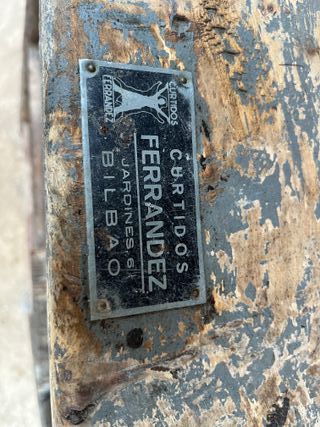 CURTIDOS
FERRANDEZ
CURTIDOS
FERRANDEZ
JARDINES, 6
BILBAO